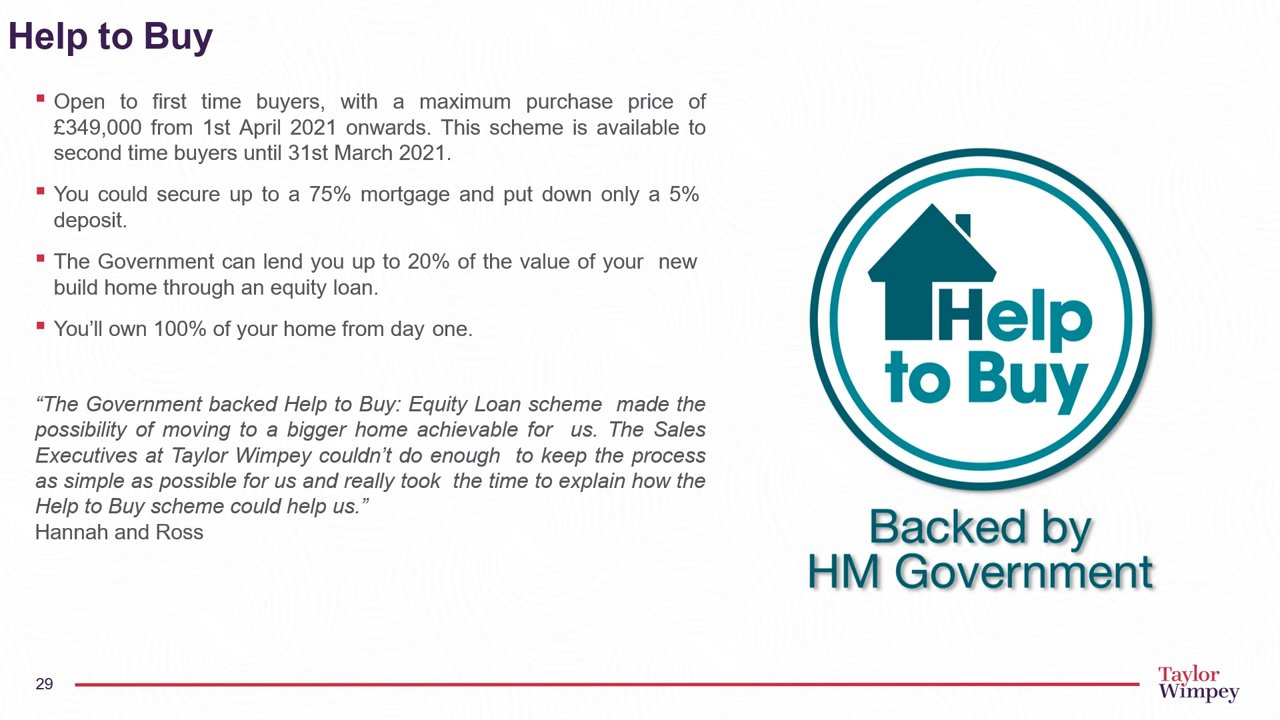 Help to Buy
▪ Open to first time buyers, with a maximum purchase price of
£349,000 from 1st April 2021 onwards. This scheme is available to
second time buyers until 31st March 2021.
▪ You could secure up to a 75% mortgage and put down only a 5%
deposit.
▪ The Government can lend you up to 20% of the value of your new
build home through an equity loan.
▪ You’ll own 100% of your home from day one.
“The Government backed Help to Buy: Equity Loan scheme made the
possibility of moving to a bigger home achievable for us. The Sales
Executives at Taylor Wimpey couldn’t do enough to keep the process
as simple as possible for us and really took the time to explain how the
Help to Buy scheme could help us.”
Hannah and Ross
Help
to Buy
Backed by
HM Government
29
Taylor
Wimpey